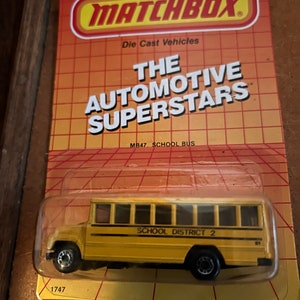 MATCHBOX
Die Cast Vehicles
THE
AUTOMOTIVE
SUPERSTARS
MB47 SCHOOL BUS
SCHOOL DISTRICT 2
1747